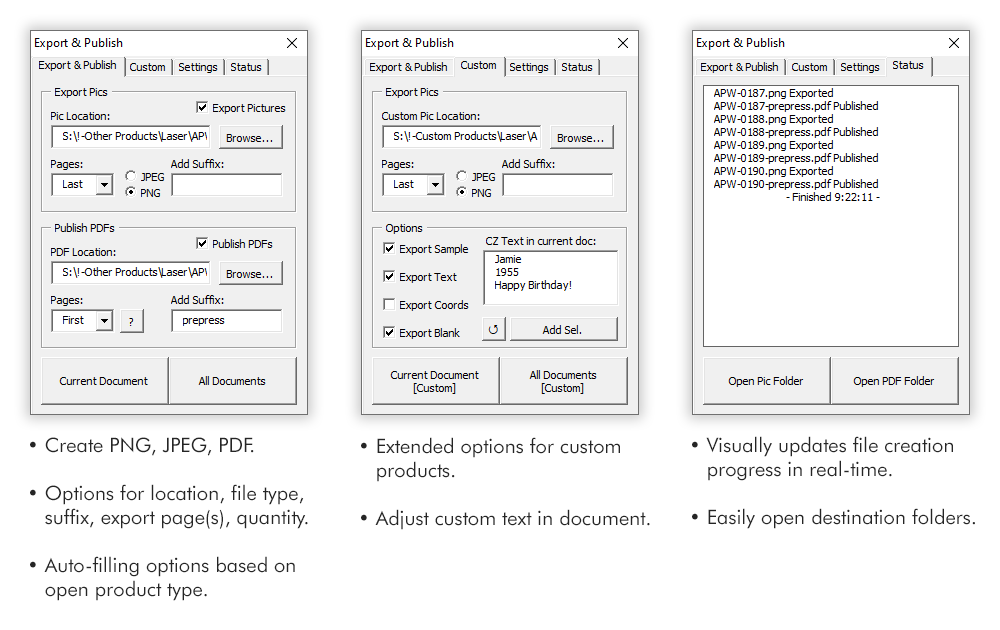 Export & Publish
Export & Publish Custom Settings Status
Export Pics
Export Pictures
Pic Location:
S:\!-Other Products\Laser\AP\
Browse...
Pages:
Add Suffix:
Last
JPEG
PNG
Publish PDFs
Publish PDFs
PDF Location:
S:\!-Other Products\Laser\AP\
Browse...
Pages:
Add Suffix:
First
?
prepress
Current Document
All Documents
• Create PNG, JPEG, PDF.
• Options for location, file type,
suffix, export page(s), quantity.
• Auto-filling options based on
open product type.
Export & Publish
Export & Publish Custom Settings Status
Export Pics
Custom Pic Location:
S:\!-Custom Products\Laser\A
Browse...
Pages:
Add Suffix:
Last
JPEG
PNG
Options
Export Sample
Export Text
Export Coords
Export Blank
CZ Text in current doc:
Jamie
1955
Happy Birthday!
Add Sel.
Current Document
[Custom]
All Documents
[Custom]
• Extended options for custom
products.
• Adjust custom text in document.
Export & Publish
Export & Publish Custom Settings Status
APW-0187.png Exported
APW-0187-prepress.pdf Published
APW-0188.png Exported
APW-0188-prepress.pdf Published
APW-0189.png Exported
APW-0189-prepress.pdf Published
APW-0190.png Exported
APW-0190-prepress.pdf Published
- Finished 9:22:11 -
Open Pic Folder
Open PDF Folder
• Visually updates file creation
progress in real-time.
• Easily open destination folders.